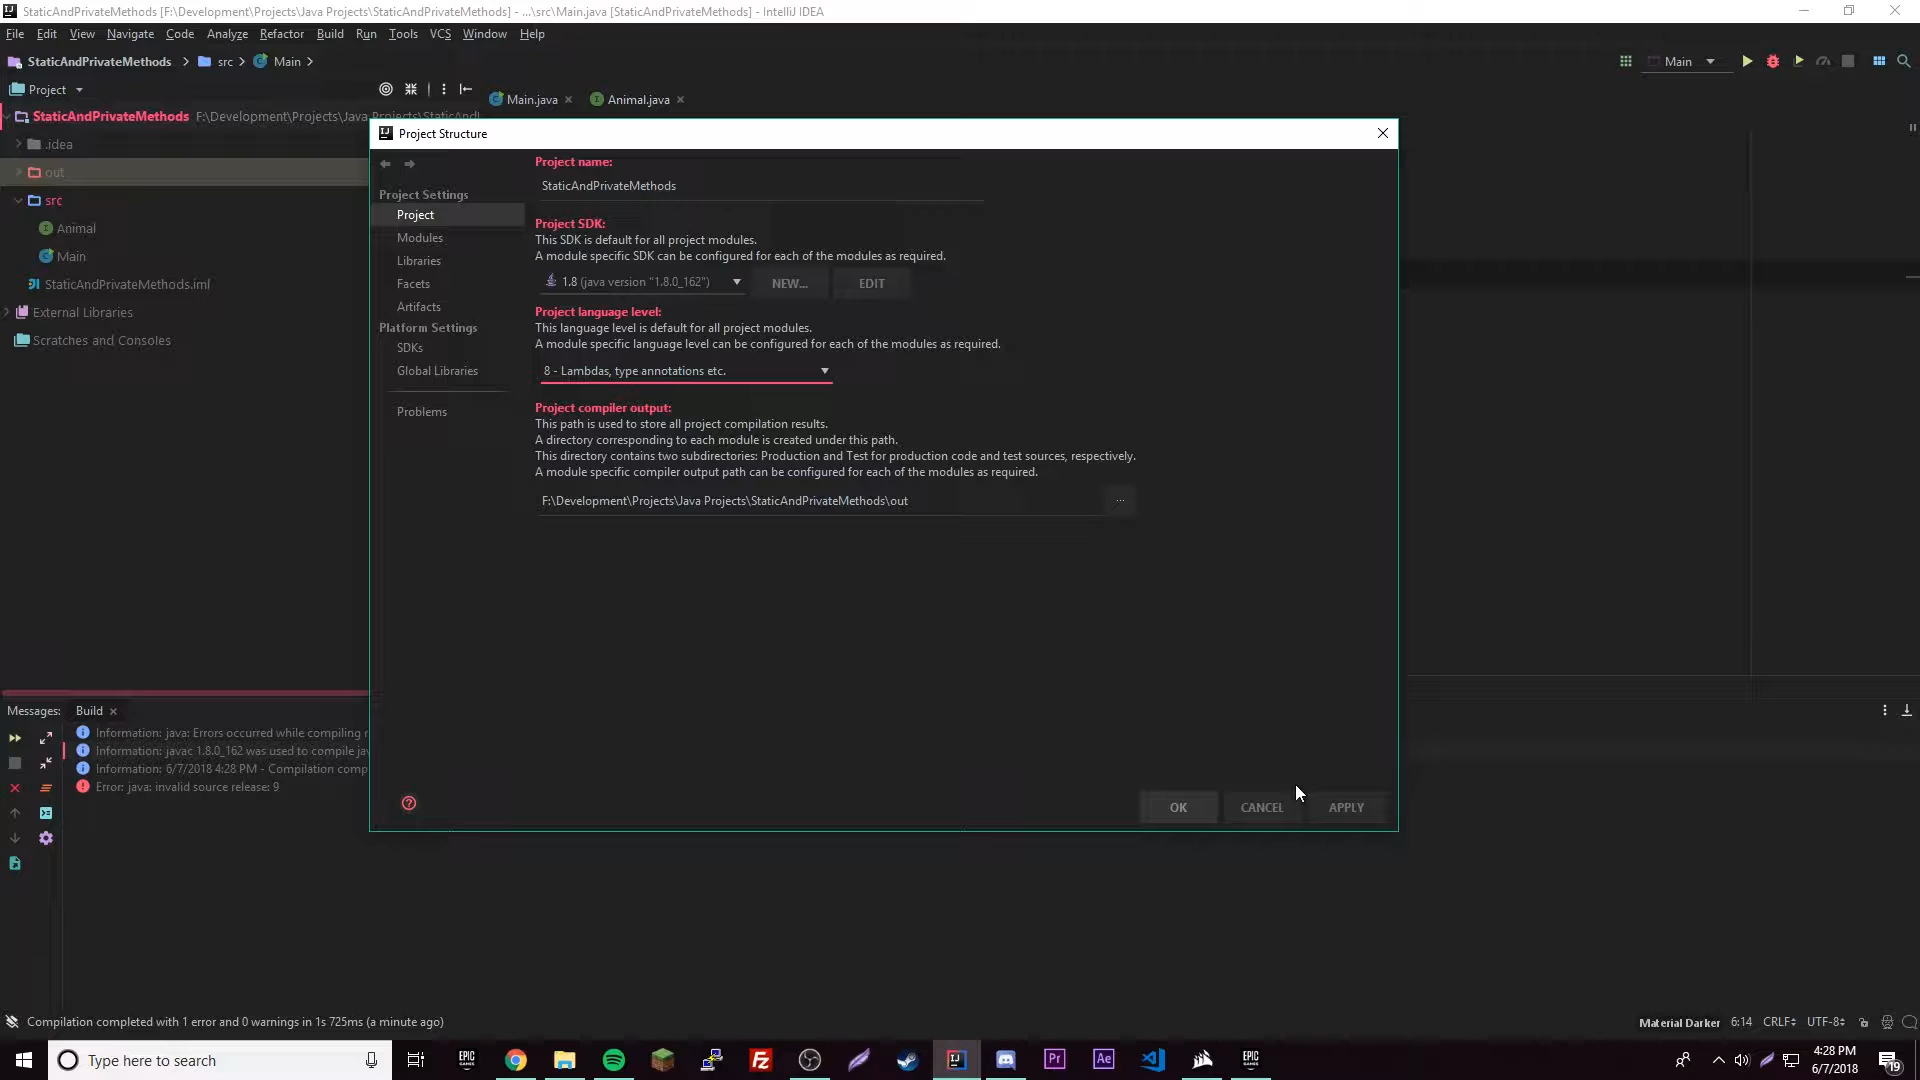 StaticAndPrivateMethods [F:\Development\Projects\Java Projects\StaticAndPrivateMethods] - ...\src\Main.java [StaticAndPrivateMethods] - IntelliJ IDEA
File Edit View Navigate Code Analyze Refactor Build Run Tools VCS Window Help
StaticAndPrivateMethods src Main
Main
Project
Main.java
Animal.java
StaticAndPrivateMethods F:\Development\Projects\Java Projects\StaticAndl
.idea
out
src
Animal
Main
StaticAndPrivateMethods.iml
External Libraries
Scratches and Consoles
Project Structure
Project Settings
Project
Modules
Libraries
Facets
Artifacts
Platform Settings
SDKs
Global Libraries
Problems
Project name:
StaticAndPrivateMethods
Project SDK:
This SDK is default for all project modules.
A module specific SDK can be configured for each of the modules as required.
1.8 (java version "1.8.0_162")
NEW...
EDIT
Project language level:
This language level is default for all project modules.
A module specific language level can be configured for each of the modules as required.
8 - Lambdas, type annotations etc.
Project compiler output:
This path is used to store all project compilation results.
A directory corresponding to each module is created under this path.
This directory contains two subdirectories: Production and Test for production code and test sources, respectively.
A module specific compiler output path can be configured for each of the modules as required.
F:\Development\Projects\Java Projects\StaticAndPrivateMethods\out
...
OK
CANCEL
APPLY
Messages: Build
Information: java: Errors occurred while compiling
Information: javac 1.8.0_162 was used to compile jav
Information: 6/7/2018 4:28 PM - Compilation comp
Error: java: invalid source release: 9
Compilation completed with 1 error and 0 warnings in 1s 725ms (a minute ago)
Material Darker 6:14 CRLF UTF-8
Type here to search
EPIC GAMES
Pr
Ae
EPIC GAMES
4:28 PM
6/7/2018
19